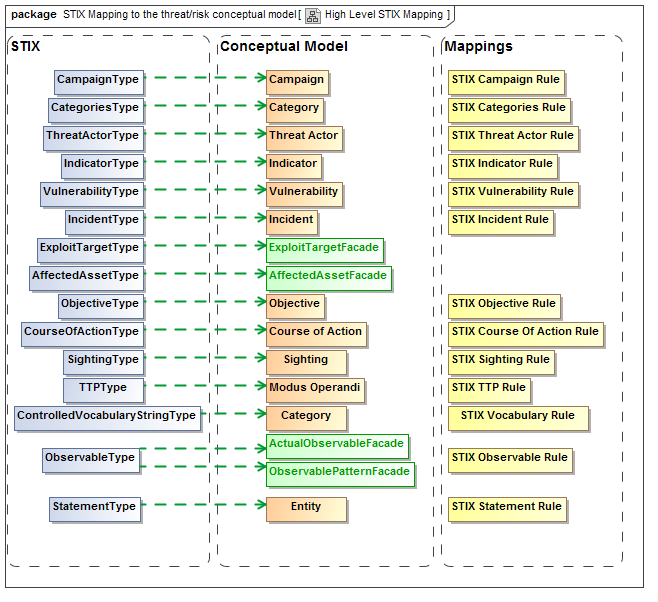 package STIX Mapping to the threat/risk conceptual model[ High Level STIX Mapping ]
STIX Conceptual Model Mappings
CampaignType Campaign STIX Campaign Rule
CategoriesType Category STIX Categories Rule
ThreatActorType Threat Actor STIX Threat Actor Rule
IndicatorType Indicator STIX Indicator Rule
VulnerabilityType Vulnerability STIX Vulnerability Rule
IncidentType Incident STIX Incident Rule
ExploitTargetType ExploitTargetFacade
AffectedAssetType AffectedAssetFacade
ObjectiveType Objective STIX Objective Rule
CourseOfActionType Course of Action STIX Course Of Action Rule
SightingType Sighting STIX Sighting Rule
TTPType Modus Operandi STIX TTP Rule
ControlledVocabularyStringType Category STIX Vocabulary Rule
ActualObservableFacade
ObservableType STIX Observable Rule
ObservablePatternFacade
StatementType Entity STIX Statement Rule